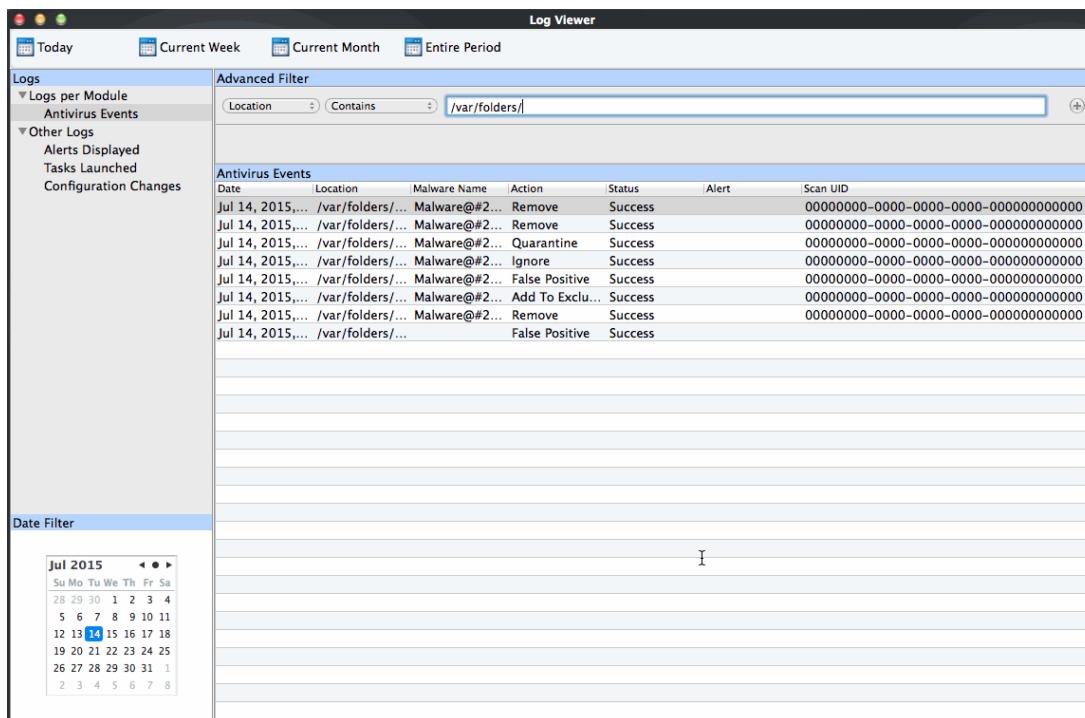 Log Viewer
Today Current Week Current Month Entire Period
Logs
Logs per Module
Antivirus Events
Other Logs
Alerts Displayed
Tasks Launched
Configuration Changes
Advanced Filter
Location Contains /var/folders/
Antivirus Events
Date Location Malware Name Action Status Alert Scan UID
Jul 14, 2015,... /var/folders/... Malware@#2... Remove Success 00000000-0000-0000-0000-000000000000
Jul 14, 2015,... /var/folders/... Malware@#2... Remove Success 00000000-0000-0000-0000-000000000000
Jul 14, 2015,... /var/folders/... Malware@#2... Quarantine Success 00000000-0000-0000-0000-000000000000
Jul 14, 2015,... /var/folders/... Malware@#2... Ignore Success 00000000-0000-0000-0000-000000000000
Jul 14, 2015,... /var/folders/... Malware@#2... False Positive Success 00000000-0000-0000-0000-000000000000
Jul 14, 2015,... /var/folders/... Malware@#2... Add To Exclu... Success 00000000-0000-0000-0000-000000000000
Jul 14, 2015,... /var/folders/... Malware@#2... Remove Success 00000000-0000-0000-0000-000000000000
Jul 14, 2015,... /var/folders/... False Positive Success
Date Filter
Jul 2015
Su Mo Tu We Th Fr Sa
28 29 30 1 2 3 4
5 6 7 8 9 10 11
12 13 14 15 16 17 18
19 20 21 22 23 24 25
26 27 28 29 30 31 1
2 3 4 5 6 7 8